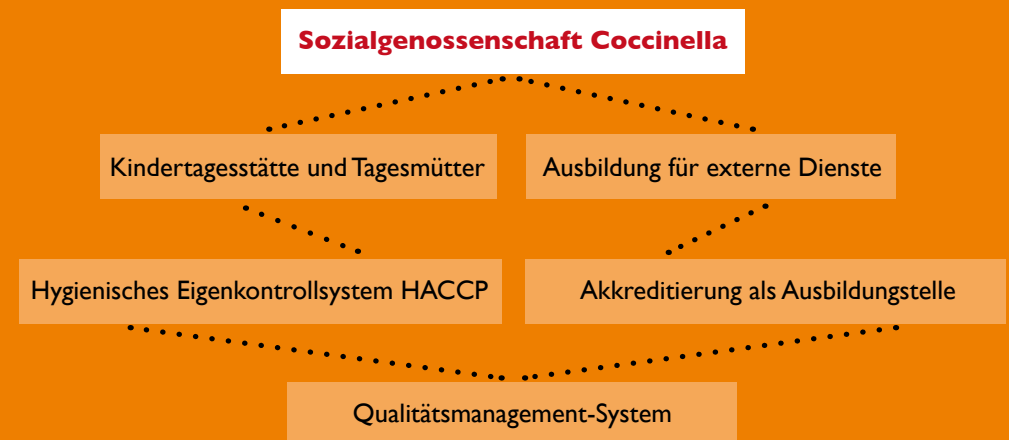 Sozialgenossenschaft Coccinella
Kindertagesstätte und Tagesmütter
Ausbildung für externe Dienste
Hygienisches Eigenkontrollsystem HACCP
Akkreditierung als Ausbildungstelle
Qualitätsmanagement-System